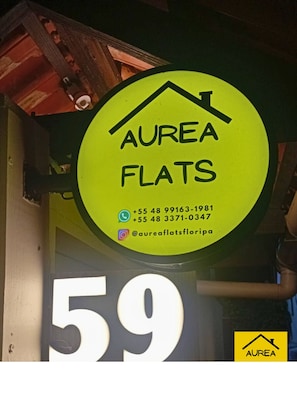 AUREA
FLATS
+55 48 99163-1981
+55 48 3371-0347
@aureaflatsfloripa
59
AUREA